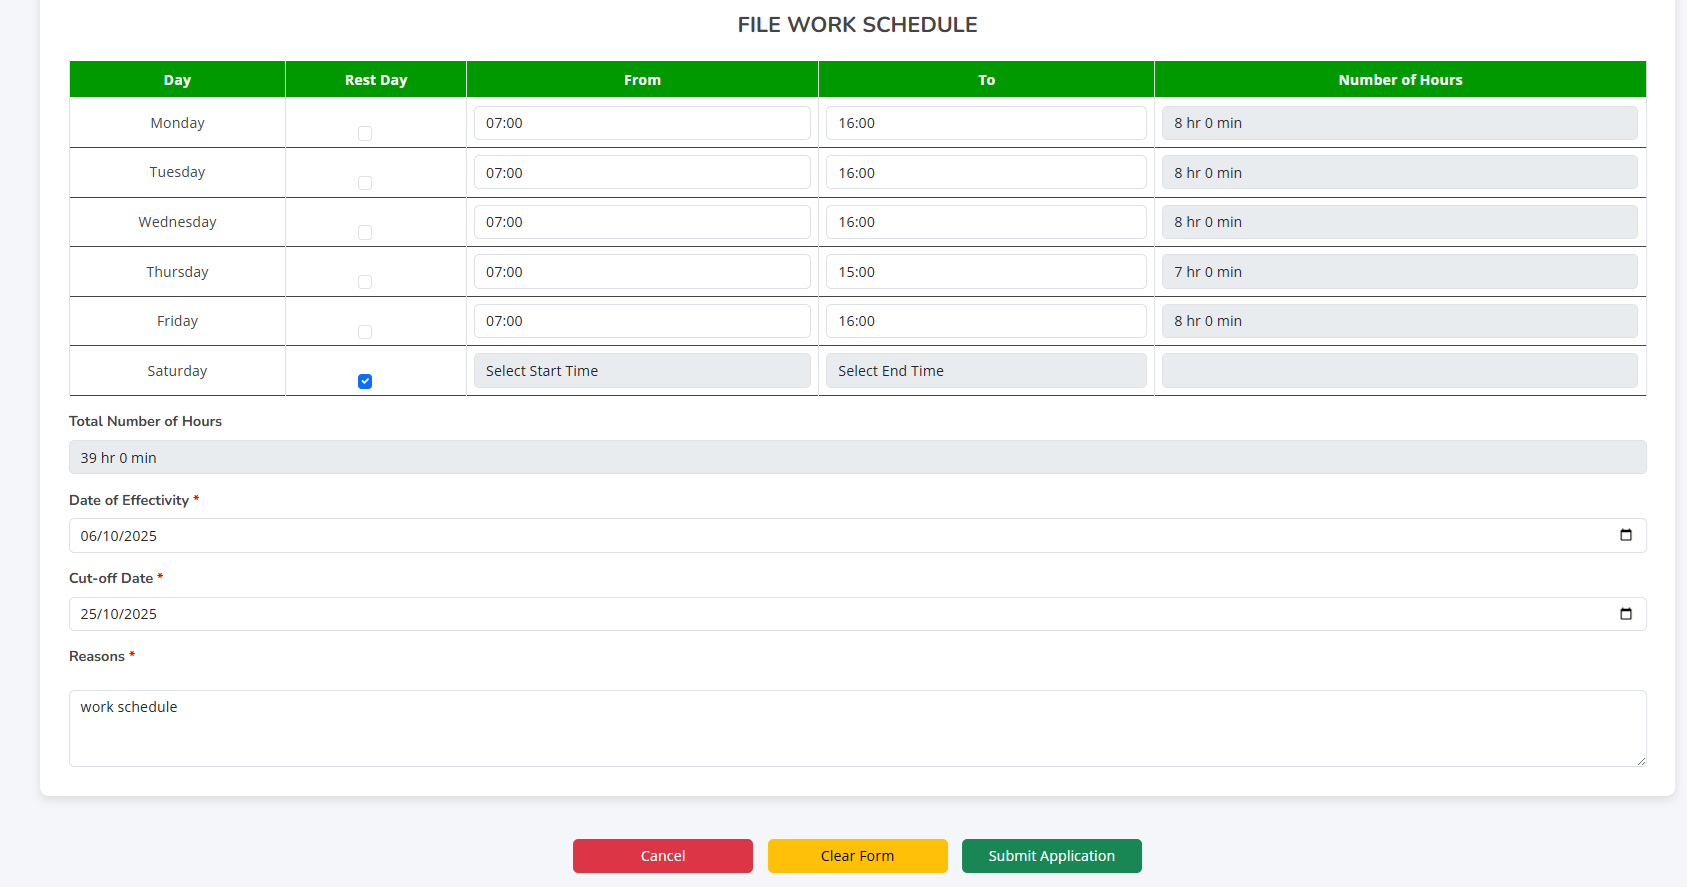 FILE WORK SCHEDULE
Day Rest Day From To Number of Hours
Monday 07:00 16:00 8 hr 0 min
Tuesday 07:00 16:00 8 hr 0 min
Wednesday 07:00 16:00 8 hr 0 min
Thursday 07:00 15:00 7 hr 0 min
Friday 07:00 16:00 8 hr 0 min
Saturday Select Start Time Select End Time
Total Number of Hours
39 hr 0 min
Date of Effectivity *
06/10/2025
Cut-off Date *
25/10/2025
Reasons *
work schedule
Cancel Clear Form Submit Application